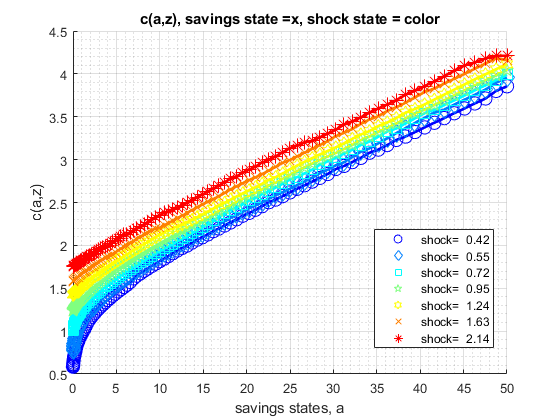 c(a,z), savings state =x, shock state = color
4.5
4
3.5
3
2.5
2
1.5
1
0.5
c(a,z)
shock= 0.42
shock= 0.55
shock= 0.72
shock= 0.95
shock= 1.24
shock= 1.63
shock= 2.14
0 5 10 15 20 25 30 35 40 45 50
savings states, a